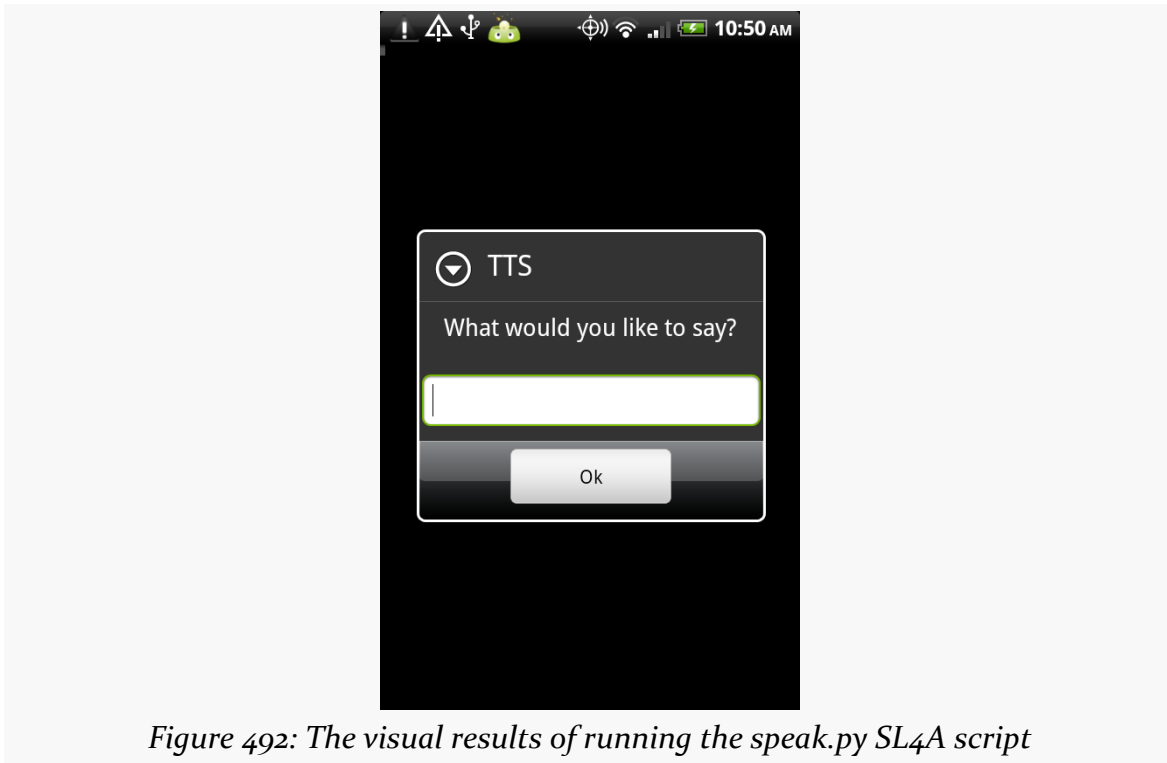 10:50 AM
TTS
What would you like to say?
Ok
Figure 492: The visual results of running the speak.py SL4A script